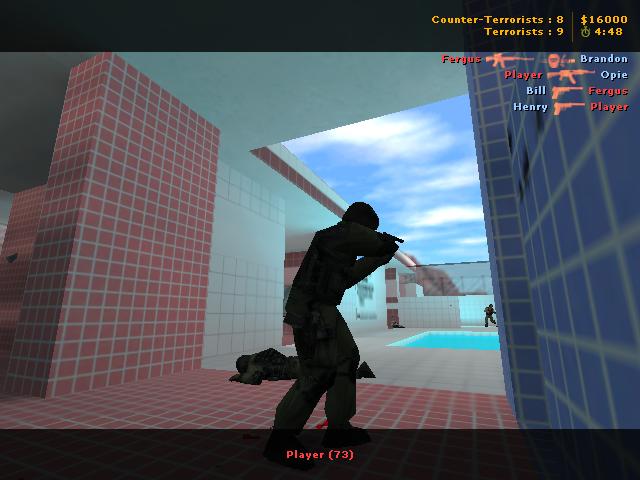 Counter-Terrorists : 8 $16000
Terrorists : 9 4:48
Fergus Brandon
Player Opie
Bill Fergus
Henry Player
Player (73)